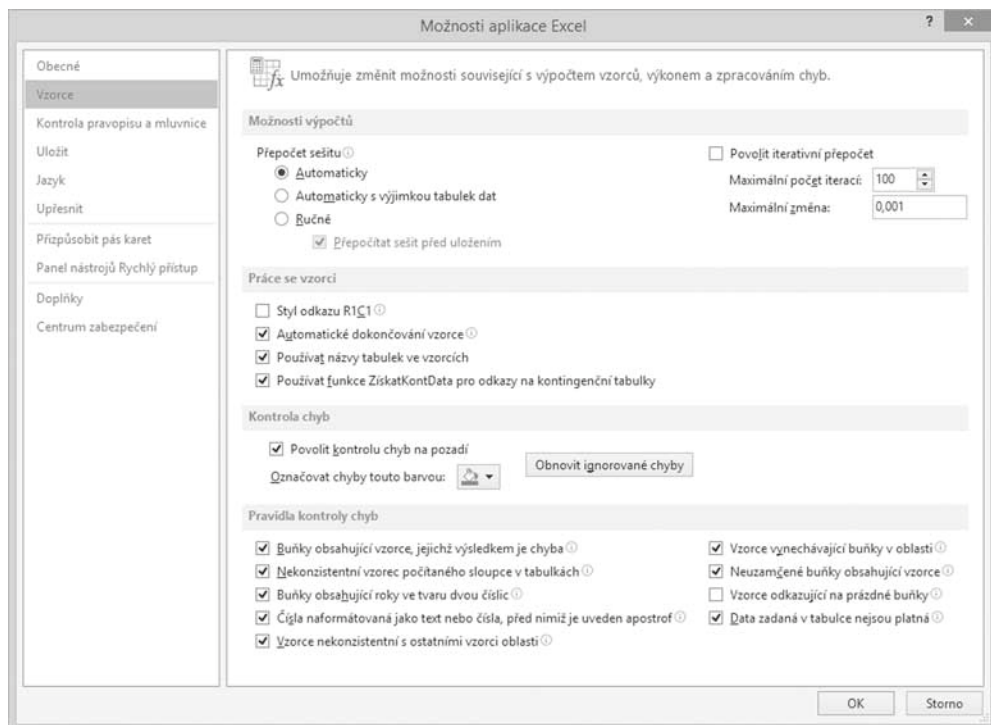 Možnosti aplikace Excel
?
Obecné
Vzorce
Kontrola pravopisu a mluvnice
Uložit
Jazyk
Upřesnit
Přizpůsobit pás karet
Panel nástrojů Rychlý přístup
Doplňky
Centrum zabezpečení
fx Umožňuje změnit možnosti související s výpočtem vzorců, výkonem a zpracováním chyb.
Možnosti výpočtů
Přepočet sešitu
Automaticky
Automaticky s výjimkou tabulek dat
Ručně
Přepočítat sešit před uložením
Povolit iterativní přepočet
Maximální počet iterací: 100
Maximální změna: 0,001
Práce se vzorci
Styl odkazu R1C1
Automatické dokončování vzorce
Používat názvy tabulek ve vzorcích
Používat funkce ZískatKontData pro odkazy na kontingenční tabulky
Kontrola chyb
Povolit kontrolu chyb na pozadí
Označovat chyby touto barvou:
Obnovit ignorované chyby
Pravidla kontroly chyb
Buňky obsahující vzorce, jejichž výsledkem je chyba
Nekonzistentní vzorec počítaného sloupce v tabulkách
Buňky obsahující roky ve tvaru dvou číslic
Čísla naformátovaná jako text nebo čísla, před nimiž je uveden apostrof
Vzorce nekonzistentní s ostatními vzorci oblasti
Vzorce vynechávající buňky v oblasti
Neuzamčené buňky obsahující vzorce
Vzorce odkazující na prázdné buňky
Data zadaná v tabulce nejsou platná
OK
Storno